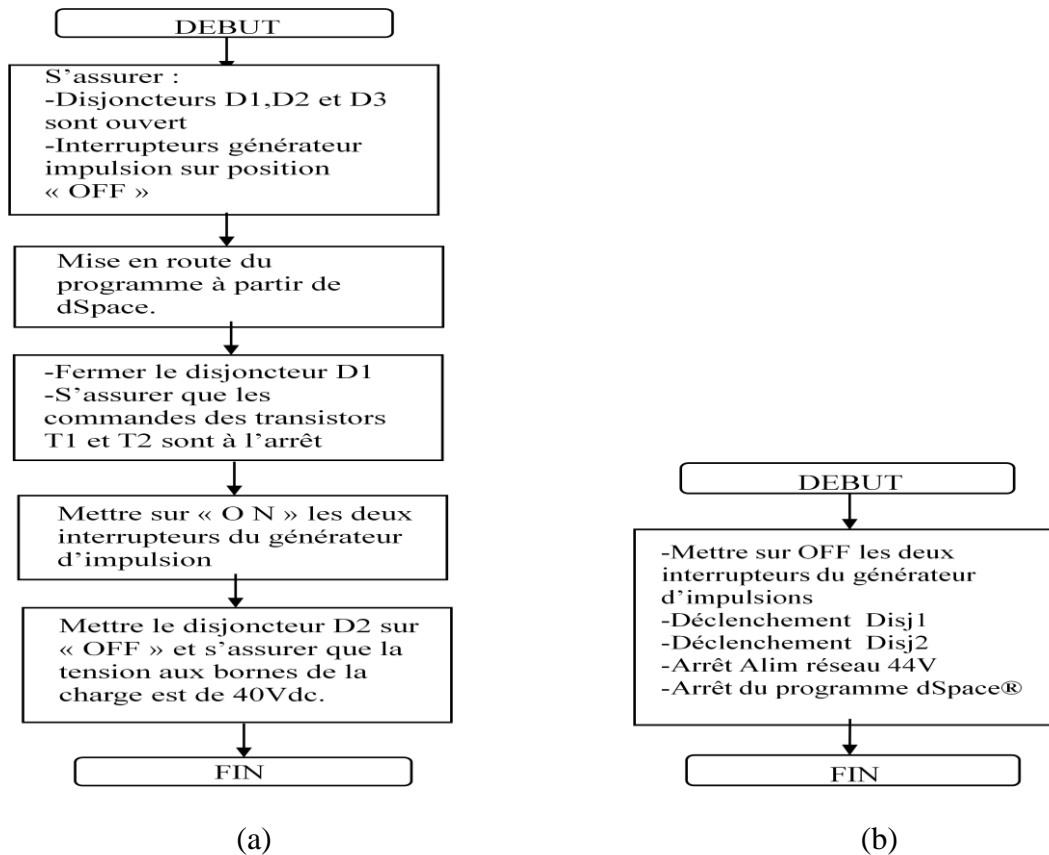 DEBUT
S'assurer :
-Disjoncteurs D1,D2 et D3
sont ouvert
-Interrupteurs générateur
impulsion sur position
« OFF »
Mise en route du
programme à partir de
dSpace.
-Fermer le disjoncteur D1
-S'assurer que les
commandes des transistors
T1 et T2 sont à l'arrêt
Mettre sur « O N » les deux
interrupteurs du générateur
d'impulsion
Mettre le disjoncteur D2 sur
« OFF » et s'assurer que la
tension aux bornes de la
charge est de 40Vdc.
FIN
(a)
DEBUT
-Mettre sur OFF les deux
interrupteurs du générateur
d'impulsions
-Déclenchement Disj1
-Déclenchement Disj2
-Arrêt Alim réseau 44V
-Arrêt du programme dSpace®
FIN
(b)